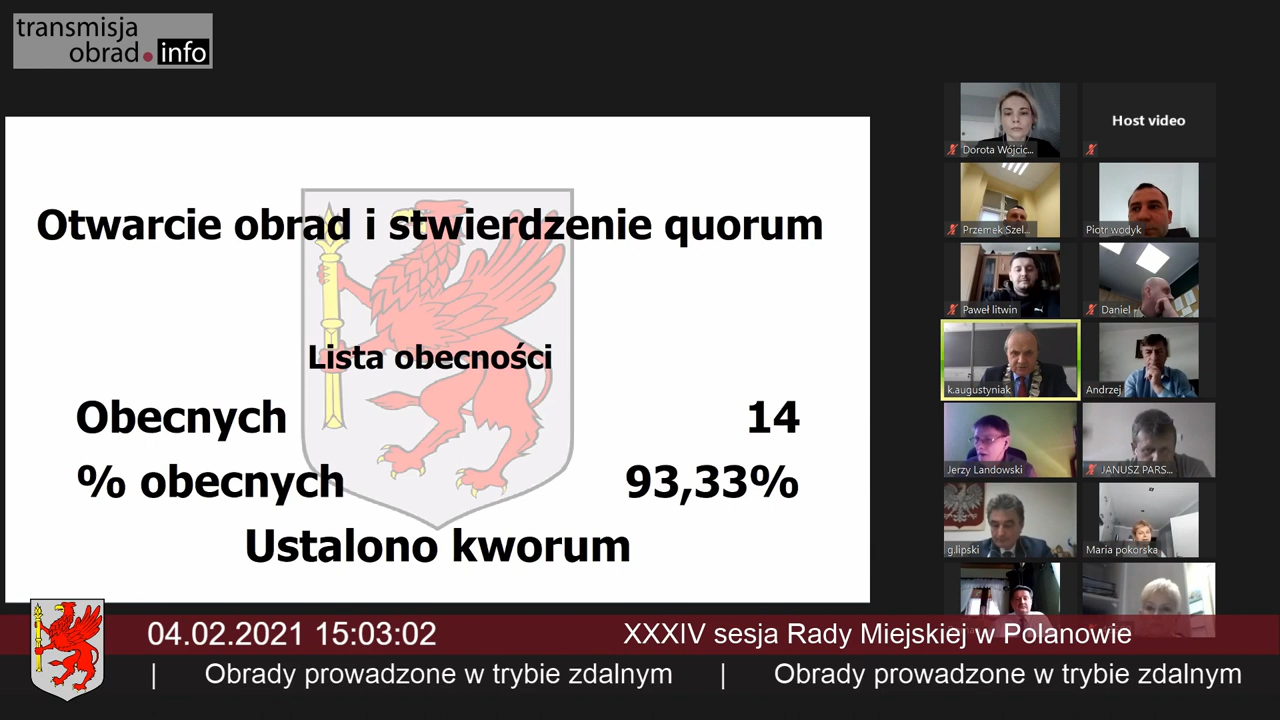 transmisja
obrad.info
Otwarcie obrad i stwierdzenie quorum
Lista obecności
Obecnych 14
% obecnych 93,33%
Ustalono kworum
Dorota Wójcic...
Host video
Przemek Szel...
Piotr wodyk
Paweł litwin
Daniel
k.augustyniak
Andrzej
Jerzy Landowski
JANUSZ PARS...
g.lipski
Maria pokorska
04.02.2021 15:03:02 XXXIV sesja Rady Miejskiej w Polanowie
| Obrady prowadzone w trybie zdalnym | Obrady prowadzone w trybie zdalnym